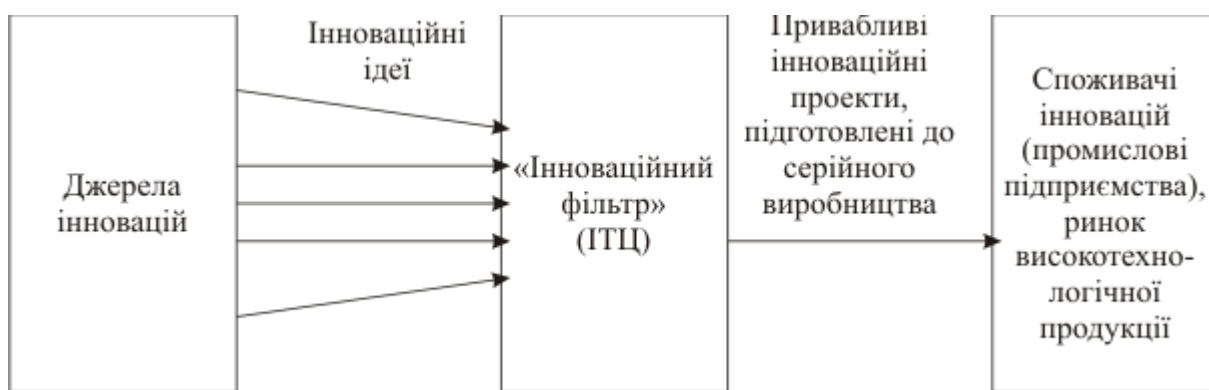 Джерела
інновацій
Інноваційні
ідеї
«Інноваційний
фільтр»
(ІТЦ)
Привабливі
інноваційні
проекти,
підготовлені до
серійного
виробництва
Споживачі
інновацій
(промислові
підприємства),
ринок
високотехно-
логічної
продукції